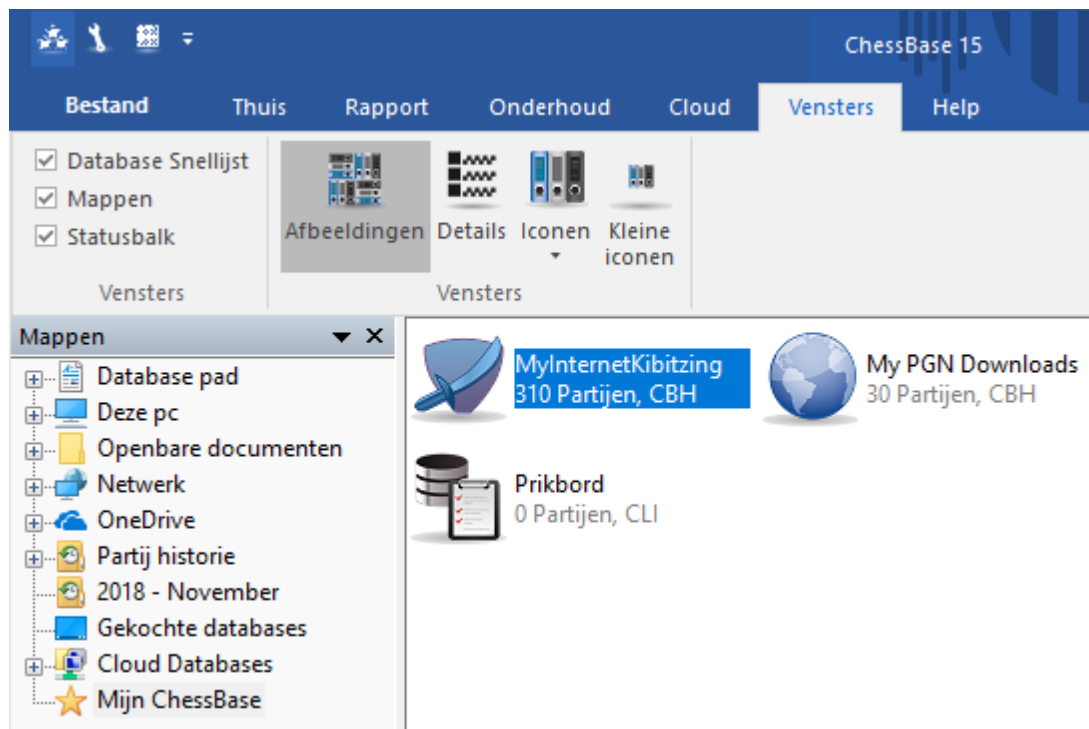 ChessBase 15
Bestand Thuis Rapport Onderhoud Cloud Vensters Help
Database Snellijst
Mappen
Statusbalk
Vensters
Afbeeldingen
Details
Iconen
Kleine
iconen
Vensters
Mappen
Database pad
Deze pc
Openbare documenten
Netwerk
OneDrive
Partij historie
2018 - November
Gekochte databases
Cloud Databases
Mijn ChessBase
MyInternetKibitzing
310 Partijen, CBH
My PGN Downloads
30 Partijen, CBH
Prikbord
0 Partijen, CLI